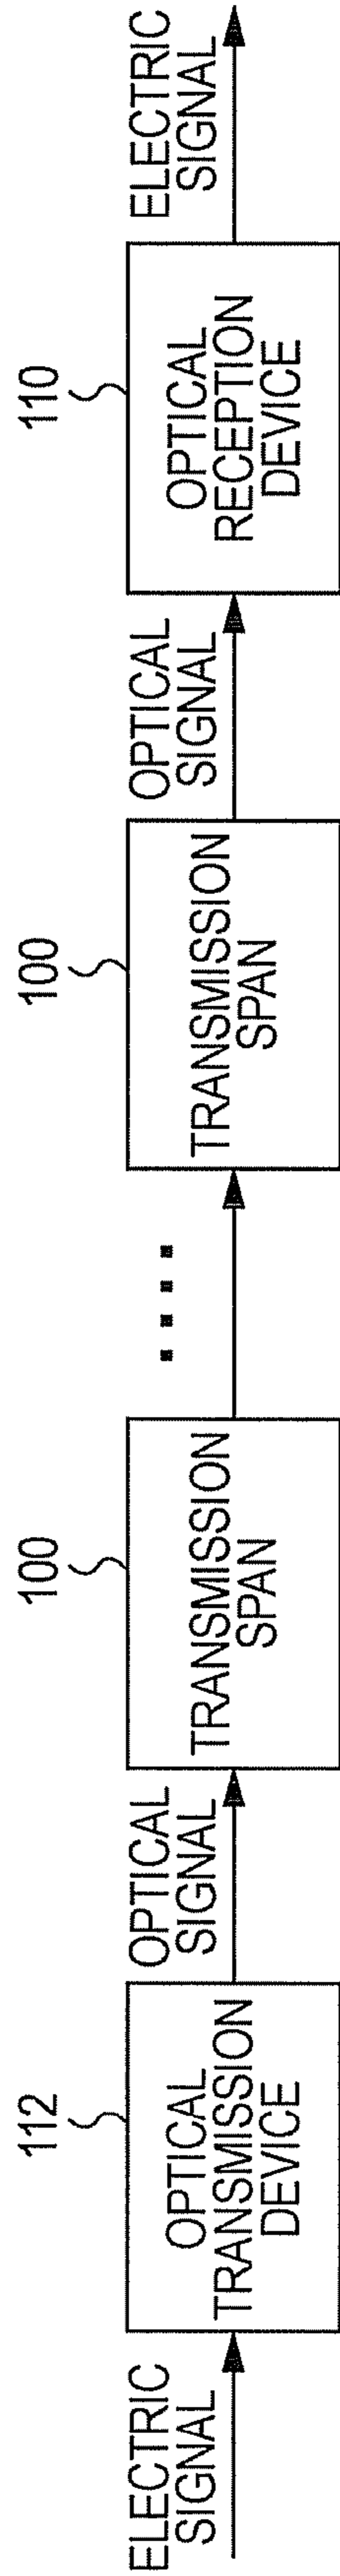 ELECTRIC
SIGNAL
112
OPTICAL
TRANSMISSION
DEVICE
OPTICAL
SIGNAL
100
TRANSMISSION
SPAN
100
TRANSMISSION
SPAN
OPTICAL
SIGNAL
110
OPTICAL
RECEPTION
DEVICE
ELECTRIC
SIGNAL